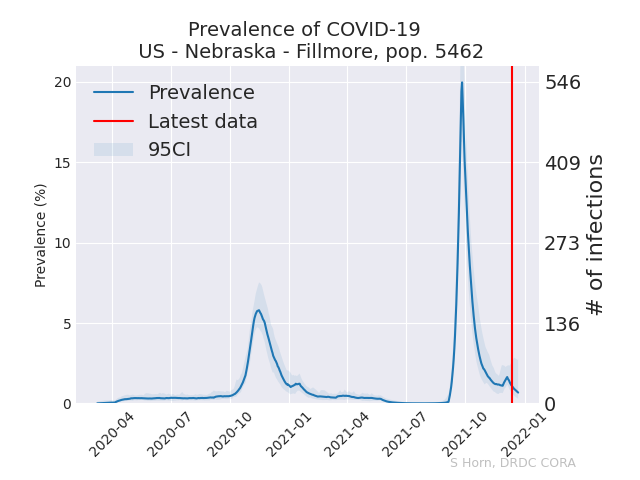 Prevalence of COVID-19
US - Nebraska - Fillmore, pop. 5462
Prevalence
Latest data
95CI
Prevalence (%)
20
15
10
5
0
546
409
273
136
0
# of infections
2020-04
2020-07
2020-10
2021-01
2021-04
2021-07
2021-10
2022-01
S Horn, DRDC CORA